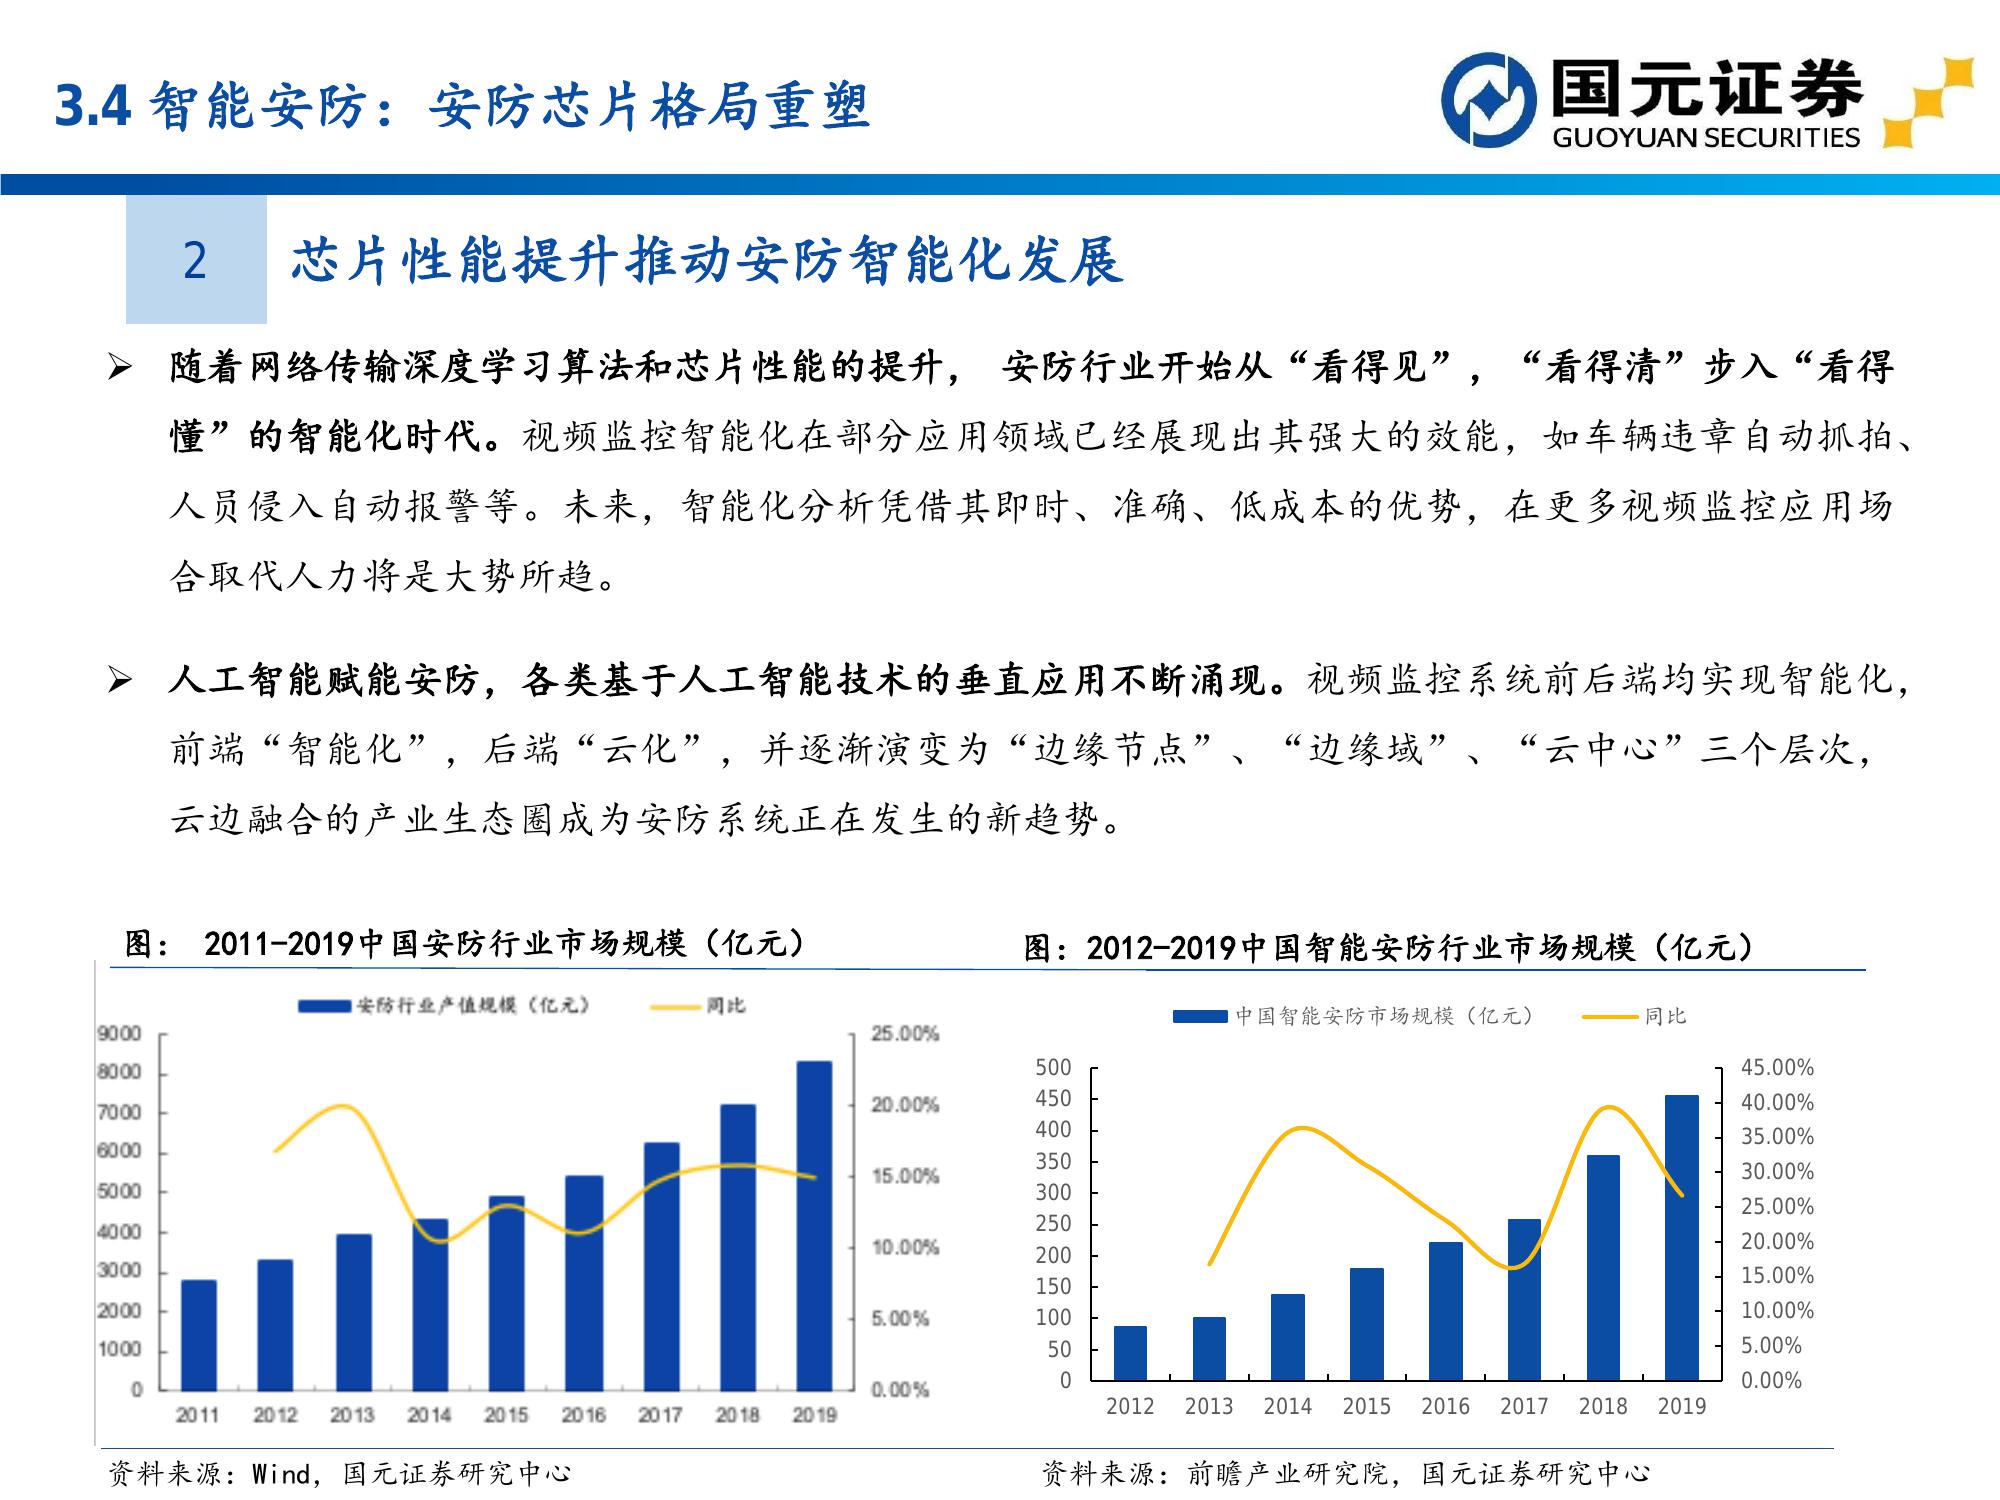 3.4 智能安防：安防芯片格局重塑
国元证券
GUOYUAN SECURITIES
2
芯片性能提升推动安防智能化发展
➢ 随着网络传输深度学习算法和芯片性能的提升， 安防行业开始从“看得见”，“看得清”步入“看得
懂”的智能化时代。视频监控智能化在部分应用领域已经展现出其强大的效能，如车辆违章自动抓拍、
人员侵入自动报警等。未来，智能化分析凭借其即时、准确、低成本的优势，在更多视频监控应用场
合取代人力将是大势所趋。
➢ 人工智能赋能安防，各类基于人工智能技术的垂直应用不断涌现。视频监控系统前后端均实现智能化，
前端“智能化”，后端“云化”，并逐渐演变为“边缘节点”、“边缘域”、“云中心”三个层次，
云边融合的产业生态圈成为安防系统正在发生的新趋势。
图： 2011-2019中国安防行业市场规模（亿元）
安防行业产值规模（亿元） 同比
9000 25.00%
8000
7000 20.00%
6000
5000 15.00%
4000
3000 10.00%
2000 5.00%
1000
0 0.00%
2011 2012 2013 2014 2015 2016 2017 2018 2019
资料来源：Wind，国元证券研究中心
图：2012-2019中国智能安防行业市场规模（亿元）
中国智能安防市场规模（亿元） 同比
500 45.00%
450 40.00%
400 35.00%
350 30.00%
300 25.00%
250 20.00%
200 15.00%
150 10.00%
100 5.00%
50 0.00%
0
2012 2013 2014 2015 2016 2017 2018 2019
资料来源：前瞻产业研究院，国元证券研究中心